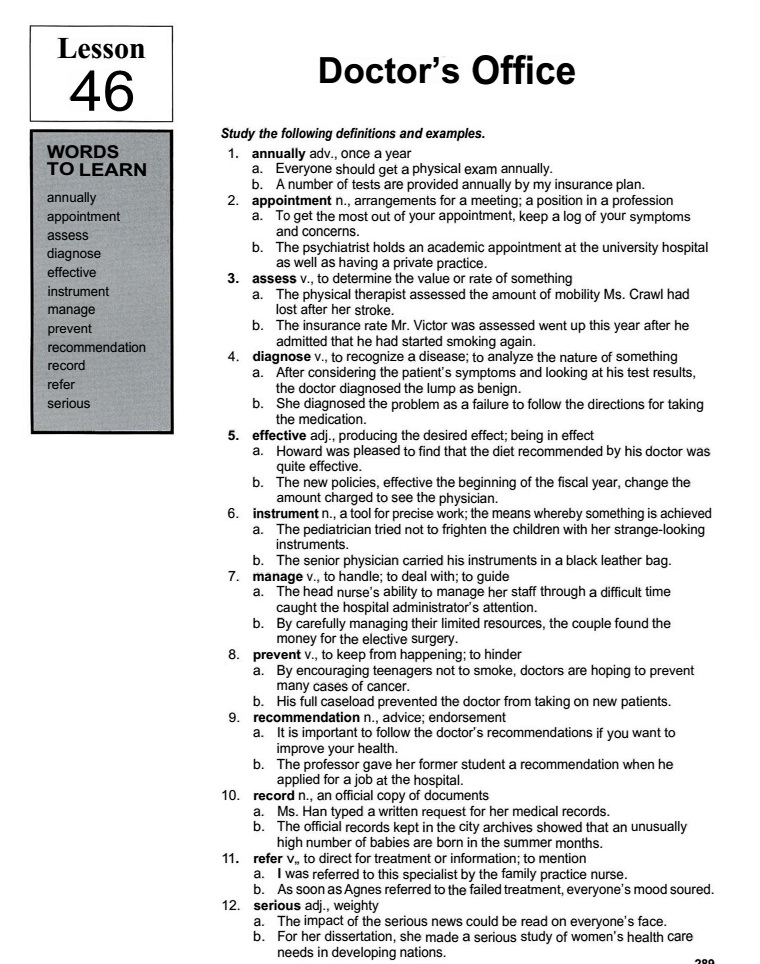 Lesson
46
Doctor's Office
WORDS
TO LEARN
annually
appointment
assess
diagnose
effective
instrument
manage
prevent
recommendation
record
refer
serious
Study the following definitions and examples.
1. annually adv., once a year
a. Everyone should get a physical exam annually.
b. A number of tests are provided annually by my insurance plan.
2. appointment n., arrangements for a meeting; a position in a profession
a. To get the most out of your appointment, keep a log of your symptoms
and concerns.
b. The psychiatrist holds an academic appointment at the university hospital
as well as having a private practice.
3. assess v., to determine the value or rate of something
a. The physical therapist assessed the amount of mobility Ms. Crawl had
lost after her stroke.
b. The insurance rate Mr. Victor was assessed went up this year after he
admitted that he had started smoking again.
4. diagnose v., to recognize a disease; to analyze the nature of something
a. After considering the patient's symptoms and looking at his test results,
the doctor diagnosed the lump as benign.
b. She diagnosed the problem as a failure to follow the directions for taking
the medication.
5. effective adj., producing the desired effect; being in effect
a. Howard was pleased to find that the diet recommended by his doctor was
quite effective.
b. The new policies, effective the beginning of the fiscal year, change the
amount charged to see the physician.
6. instrument n., a tool for precise work; the means whereby something is achieved
a. The pediatrician tried not to frighten the children with her strange-looking
instruments.
b. The senior physician carried his instruments in a black leather bag.
7. manage v., to handle; to deal with; to guide
a. The head nurse's ability to manage her staff through a difficult time
caught the hospital administrator's attention.
b. By carefully managing their limited resources, the couple found the
money for the elective surgery.
8. prevent v., to keep from happening; to hinder
a. By encouraging teenagers not to smoke, doctors are hoping to prevent
many cases of cancer.
b. His full caseload prevented the doctor from taking on new patients.
9. recommendation n., advice; endorsement
a. It is important to follow the doctor's recommendations if you want to
improve your health.
b. The professor gave her former student a recommendation when he
applied for a job at the hospital.
10. record n., an official copy of documents
a. Ms. Han typed a written request for her medical records.
b. The official records kept in the city archives showed that an unusually
high number of babies are born in the summer months.
11. refer v,, to direct for treatment or information; to mention
a. I was referred to this specialist by the family practice nurse.
b. As soon as Agnes referred to the failed treatment, everyone's mood soured.
12. serious adj., weighty
a. The impact of the serious news could be read on everyone's face.
b. For her dissertation, she made a serious study of women's health care
needs in developing nations.
289